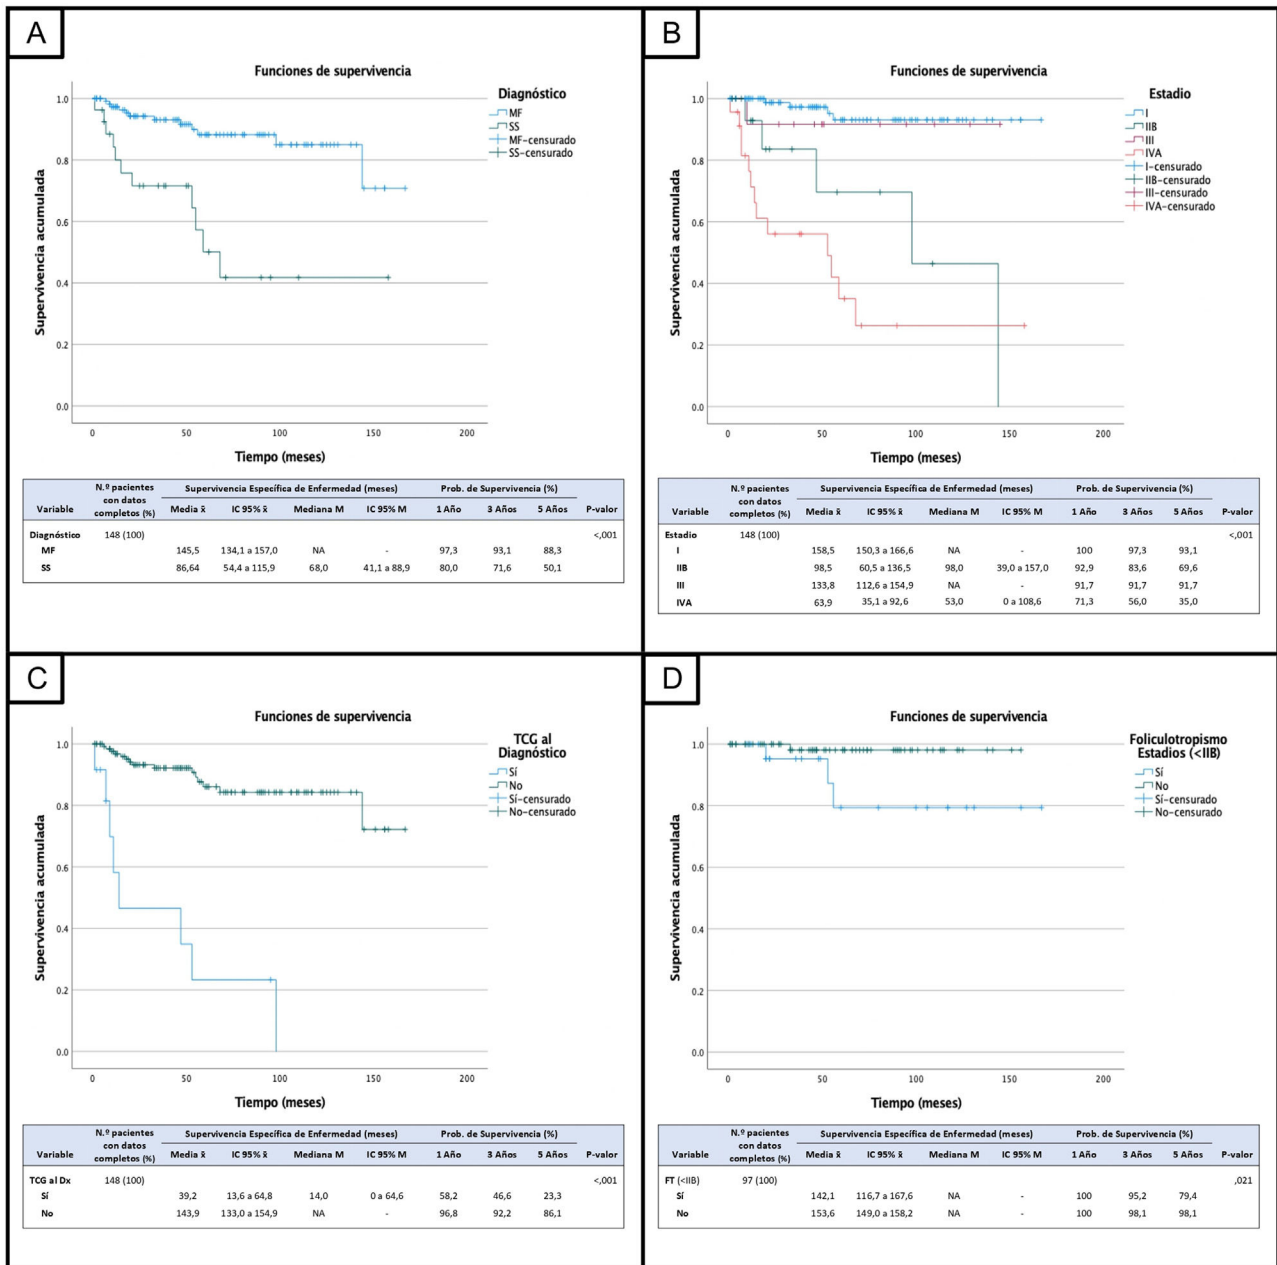 A
Funciones de supervivencia
Diagnóstico
MF
SS
MF-censurado
SS-censurado
Supervivencia acumulada
1.0
0.8
0.6
0.4
0.2
0.0
0 50 100 150 200
Tiempo (meses)
N.º pacientes con datos completos (%) Supervivencia Específica de Enfermedad (meses) Prob. de Supervivencia (%)
Variable Media x̄ IC 95% x̄ Mediana M IC 95% M 1 Año 3 Años 5 Años P-valor
Diagnóstico 148 (100) <,001
MF 145,5 134,1 a 157,0 NA - 97,3 93,1 88,3
SS 86,64 54,4 a 115,9 68,0 41,1 a 88,9 80,0 71,6 50,1
B
Funciones de supervivencia
Estadio
I
IIB
III
IVA
I-censurado
IIB-censurado
III-censurado
IVA-censurado
Supervivencia acumulada
1.0
0.8
0.6
0.4
0.2
0.0
0 50 100 150 200
Tiempo (meses)
N.º pacientes con datos completos (%) Supervivencia Específica de Enfermedad (meses) Prob. de Supervivencia (%)
Variable Media x̄ IC 95% x̄ Mediana M IC 95% M 1 Año 3 Años 5 Años P-valor
Estadio 148 (100) <,001
I 158,5 150,3 a 166,6 NA - 100 97,3 93,1
IIB 98,5 60,5 a 136,5 98,0 39,0 a 157,0 92,9 83,6 69,6
III 133,8 112,6 a 154,9 NA - 91,7 91,7 91,7
IVA 63,9 35,1 a 92,6 53,0 0 a 108,6 71,3 56,0 35,0
C
Funciones de supervivencia
TCG al
Diagnóstico
Sí
No
Sí-censurado
No-censurado
Supervivencia acumulada
1.0
0.8
0.6
0.4
0.2
0.0
0 50 100 150 200
Tiempo (meses)
N.º pacientes con datos completos (%) Supervivencia Específica de Enfermedad (meses) Prob. de Supervivencia (%)
Variable Media x̄ IC 95% x̄ Mediana M IC 95% M 1 Año 3 Años 5 Años P-valor
TCG al Dx 148 (100) <,001
Sí 39,2 13,6 a 64,8 14,0 0 a 64,6 58,2 46,6 23,3
No 143,9 133,0 a 154,9 NA - 96,8 92,2 86,1
D
Funciones de supervivencia
Foliculotropismo
Estadios (<IIB)
Sí
No
Sí-censurado
No-censurado
Supervivencia acumulada
1.0
0.8
0.6
0.4
0.2
0.0
0 50 100 150 200
Tiempo (meses)
N.º pacientes con datos completos (%) Supervivencia Específica de Enfermedad (meses) Prob. de Supervivencia (%)
Variable Media x̄ IC 95% x̄ Mediana M IC 95% M 1 Año 3 Años 5 Años P-valor
FT (<IIB) 97 (100) ,021
Sí 142,1 116,7 a 167,6 NA - 100 95,2 79,4
No 153,6 149,0 a 158,2 NA - 100 98,1 98,1